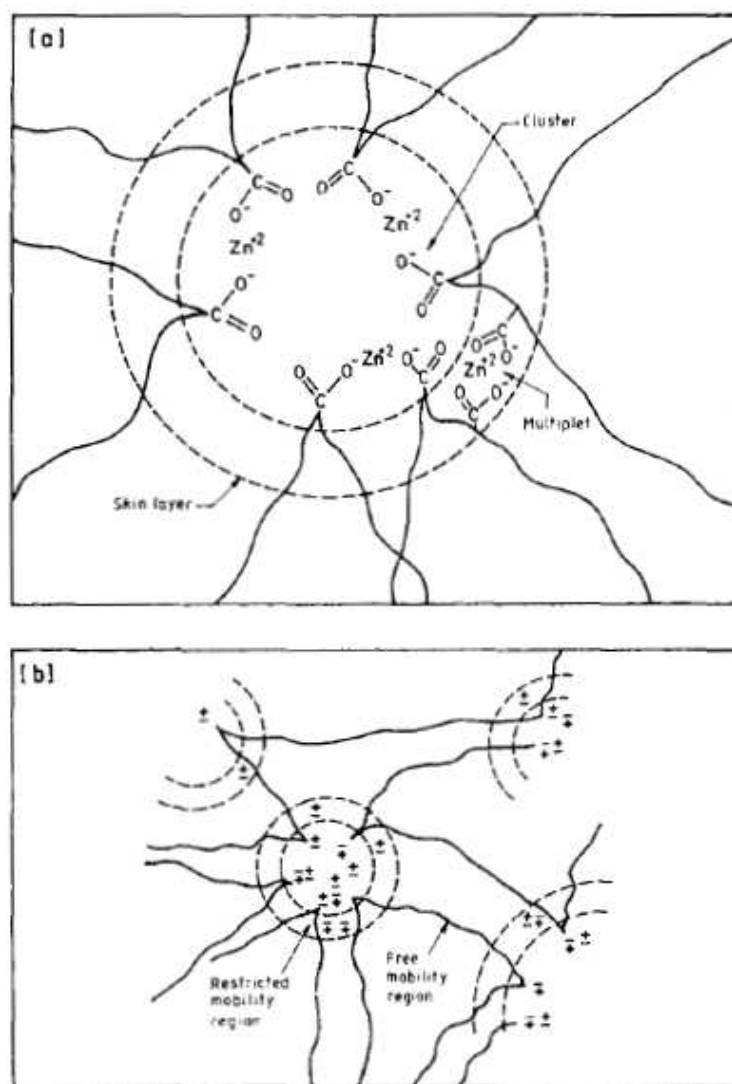 [a]
Cluster
C
O
O⁻
C
O
O⁻
Zn⁺²
Zn⁺²
O⁻
C
O
O⁻
C
O
O
C
O⁻
Zn⁺²
O⁻
C
O
O
C
O⁻
Zn⁺²
O
C
O⁻
Multiplet
Skin layer
[b]
Restricted
mobility
region
Free
mobility
region